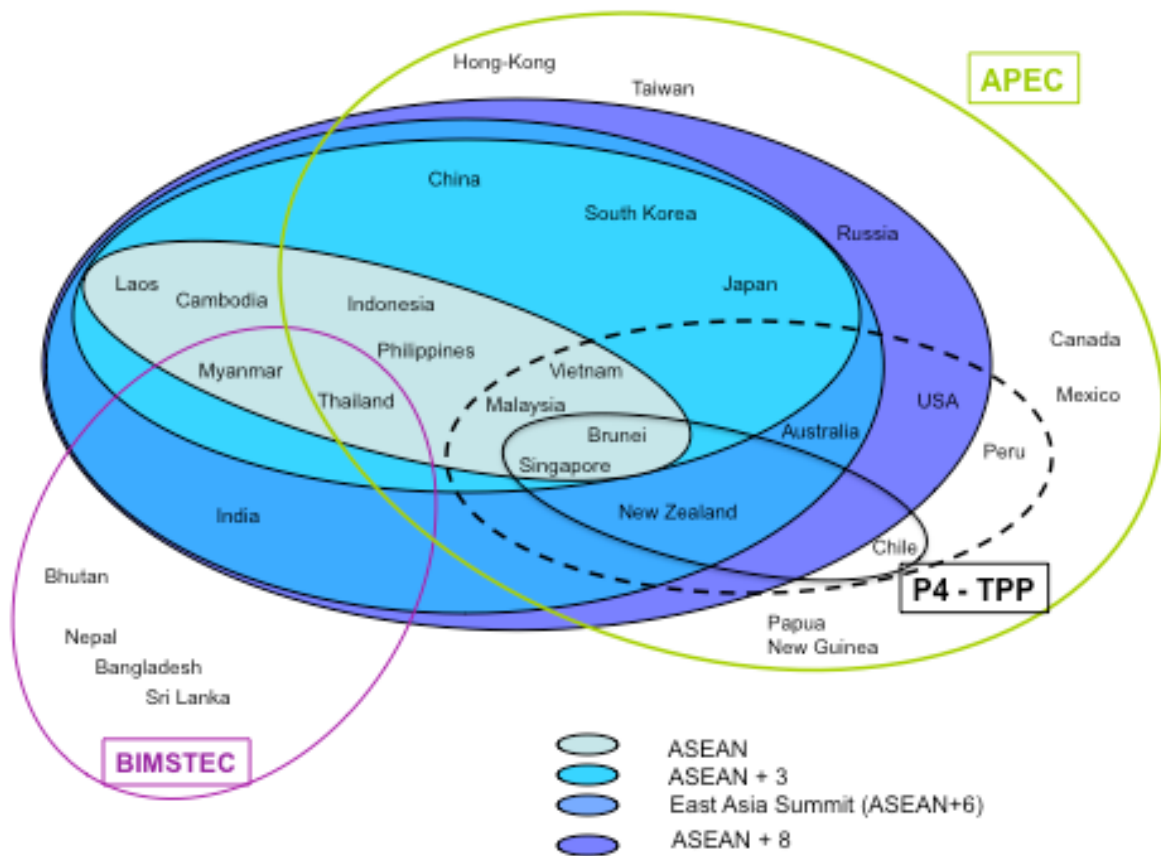 Hong-Kong
APEC
Taiwan
China
South Korea
Russia
Laos
Cambodia
Indonesia
Japan
Philippines
Canada
Myanmar
Vietnam
Thailand
Malaysia
USA
Mexico
Brunei
Australia
Singapore
Peru
India
New Zealand
Chile
Bhutan
P4 - TPP
Nepal
Papua
New Guinea
Bangladesh
Sri Lanka
BIMSTEC
ASEAN
ASEAN + 3
East Asia Summit (ASEAN+6)
ASEAN + 8